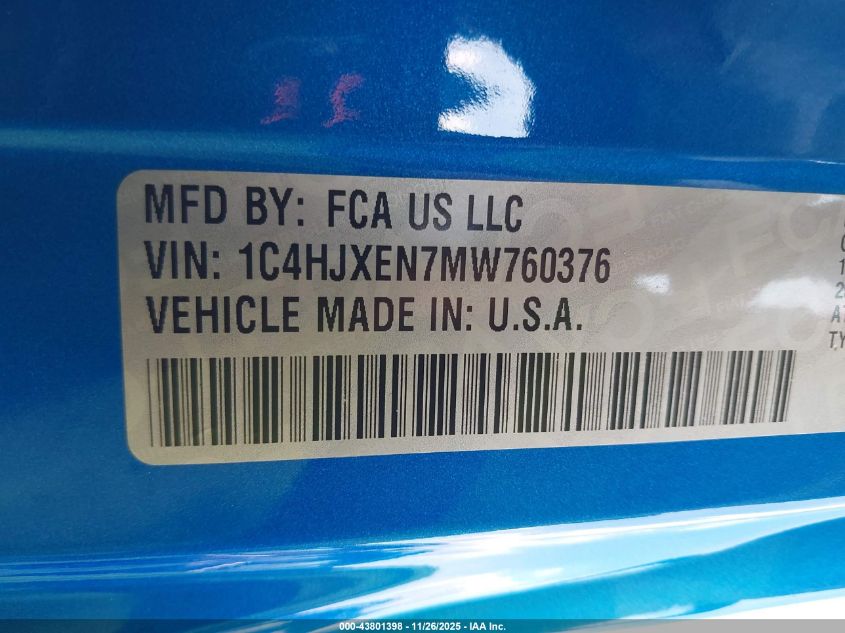 MFD BY: FCA US LLC
VIN: 1C4HJXEN7MW760376
VEHICLE MADE IN: U.S.A.
000-43801398 - 11/26/2025 - IAA Inc.